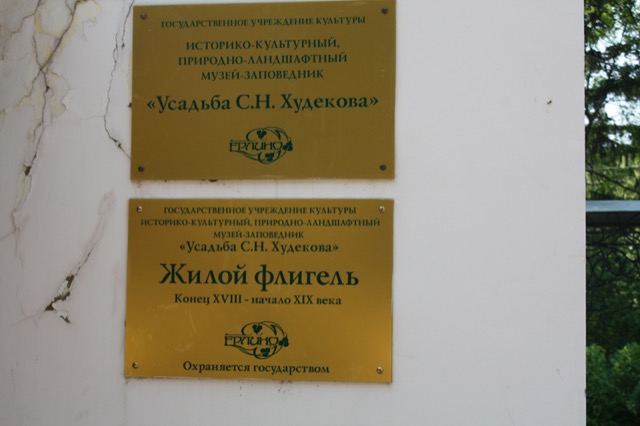 ГОСУДАРСТВЕННОЕ УЧРЕЖДЕНИЕ КУЛЬТУРЫ
ИСТОРИКО-КУЛЬТУРНЫЙ,
ПРИРОДНО-ЛАНДШАФТНЫЙ
МУЗЕЙ-ЗАПОВЕДНИК
«Усадьба С.Н. Худекова»
ЕРЛИНО
ГОСУДАРСТВЕННОЕ УЧРЕЖДЕНИЕ КУЛЬТУРЫ
ИСТОРИКО-КУЛЬТУРНЫЙ, ПРИРОДНО-ЛАНДШАФТНЫЙ
МУЗЕЙ-ЗАПОВЕДНИК
«Усадьба С.Н. Худекова»
Жилой флигель
Конец XVIII - начало XIX века
ЕРЛИНО
Охраняется государством